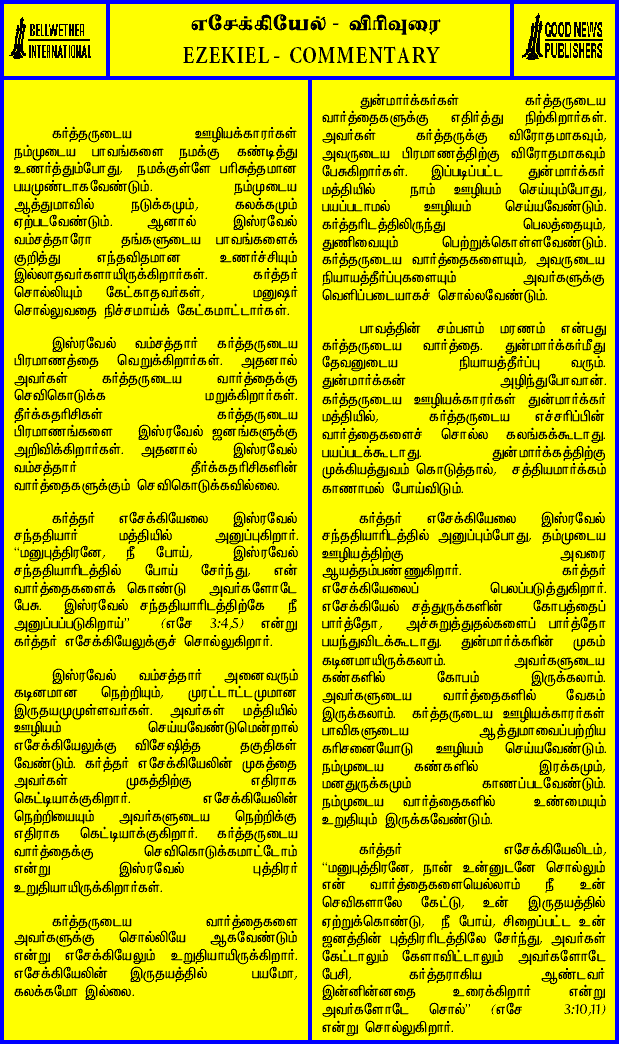 BELLWETHER
INTERNATIONAL
எசேக்கியேல் - விரிவுரை
EZEKIEL - COMMENTARY
GOOD NEWS
PUBLISHERS
கர்த்தருடைய ஊழியக்காரர்கள்
நம்முடைய பாவங்களை நமக்கு கண்டித்து
உணர்த்தும்போது, நமக்குள்ளே பரிசுத்தமான
பயமுண்டாகவேண்டும். நம்முடைய
ஆத்துமாவில் நடுக்கமும், கலக்கமும்
ஏற்படவேண்டும். ஆனால் இஸ்ரவேல்
வம்சத்தாரோ தங்களுடைய பாவங்களைக்
குறித்து எந்தவிதமான உணர்ச்சியும்
இல்லாதவர்களாயிருக்கிறார்கள். கர்த்தர்
சொல்லியும் கேட்காதவர்கள், மனுஷர்
சொல்லுவதை நிச்சமாய்க் கேட்கமாட்டார்கள்.
இஸ்ரவேல் வம்சத்தார் கர்த்தருடைய
பிரமாணத்தை வெறுக்கிறார்கள். அதனால்
அவர்கள் கர்த்தருடைய வார்த்தைக்கு
செவிகொடுக்க மறுக்கிறார்கள்.
தீர்க்கதரிசிகள் கர்த்தருடைய
பிரமாணங்களை இஸ்ரவேல் ஜனங்களுக்கு
அறிவிக்கிறார்கள். அதனால் இஸ்ரவேல்
வம்சத்தார் தீர்க்கதரிசிகளின்
வார்த்தைகளுக்கும் செவிகொடுக்கவில்லை.
கர்த்தர் எசேக்கியேலை இஸ்ரவேல்
சந்ததியார் மத்தியில் அனுப்புகிறார்.
“மனுபுத்திரனே, நீ போய், இஸ்ரவேல்
சந்ததியாரிடத்தில் போய் சேர்ந்து, என்
வார்த்தைகளைக் கொண்டு அவர்களோடே
பேசு. இஸ்ரவேல் சந்ததியாரிடத்திற்கே நீ
அனுப்பப்படுகிறாய்” (எசே 3:4,5) என்று
கர்த்தர் எசேக்கியேலுக்குச் சொல்லுகிறார்.
இஸ்ரவேல் வம்சத்தார் அனைவரும்
கடினமான நெற்றியும், முரட்டாட்டமுமான
இருதயமுமுள்ளவர்கள். அவர்கள் மத்தியில்
ஊழியம் செய்யவேண்டுமென்றால்
எசேக்கியேலுக்கு விசேஷித்த தகுதிகள்
வேண்டும். கர்த்தர் எசேக்கியேலின் முகத்தை
அவர்கள் முகத்திற்கு எதிராக
கெட்டியாக்குகிறார். எசேக்கியேலின்
நெற்றியையும் அவர்களுடைய நெற்றிக்கு
எதிராக கெட்டியாக்குகிறார். கர்த்தருடைய
வார்த்தைக்கு செவிகொடுக்கமாட்டோம்
என்று இஸ்ரவேல் புத்திரர்
உறுதியாயிருக்கிறார்கள்.
கர்த்தருடைய வார்த்தைகளை
அவர்களுக்கு சொல்லியே ஆகவேண்டும்
என்று எசேக்கியேலும் உறுதியாயிருக்கிறார்.
எசேக்கியேலின் இருதயத்தில் பயமோ,
கலக்கமோ இல்லை.
துன்மார்க்கர்கள் கர்த்தருடைய
வார்த்தைகளுக்கு எதிர்த்து நிற்கிறார்கள்.
அவர்கள் கர்த்தருக்கு விரோதமாகவும்,
அவருடைய பிரமாணத்திற்கு விரோதமாகவும்
பேசுகிறார்கள். இப்படிப்பட்ட துன்மார்க்கர்
மத்தியில் நாம் ஊழியம் செய்யும்போது,
பயப்படாமல் ஊழியம் செய்யவேண்டும்.
கர்த்தரிடத்திலிருந்து பெலத்தையும்,
துணிவையும் பெற்றுக்கொள்ளவேண்டும்.
கர்த்தருடைய வார்த்தைகளையும், அவருடைய
நியாயத்தீர்ப்புகளையும் அவர்களுக்கு
வெளிப்படையாகச் சொல்லவேண்டும்.
பாவத்தின் சம்பளம் மரணம் என்பது
கர்த்தருடைய வார்த்தை. துன்மார்க்கர்மீது
தேவனுடைய நியாயத்தீர்ப்பு வரும்.
துன்மார்க்கன் அழிந்துபோவான்.
கர்த்தருடைய ஊழியக்காரர்கள் துன்மார்க்கர்
மத்தியில், கர்த்தருடைய எச்சரிப்பின்
வார்த்தைகளைச் சொல்ல கலங்கக்கூடாது.
பயப்படக்கூடாது. துன்மார்க்கத்திற்கு
முக்கியத்துவம் கொடுத்தால், சத்தியமார்க்கம்
காணாமல் போய்விடும்.
கர்த்தர் எசேக்கியேலை இஸ்ரவேல்
சந்ததியாரிடத்தில் அனுப்பும்போது, தம்முடைய
ஊழியத்திற்கு அவரை
ஆயத்தம்பண்ணுகிறார். கர்த்தர்
எசேக்கியேலைப் பெலப்படுத்துகிறார்.
எசேக்கியேல் சத்துருக்களின் கோபத்தைப்
பார்த்தோ, அச்சுறுத்துதல்களைப் பார்த்தோ
பயந்துவிடக்கூடாது. துன்மார்க்கரின் முகம்
கடினமாயிருக்கலாம். அவர்களுடைய
கண்களில் கோபம் இருக்கலாம்.
அவர்களுடைய வார்த்தைகளில் வேகம்
இருக்கலாம். கர்த்தருடைய ஊழியக்காரர்கள்
பாவிகளுடைய ஆத்துமாவைப்பற்றிய
கரிசனையோடு ஊழியம் செய்யவேண்டும்.
நம்முடைய கண்களில் இரக்கமும்,
மனதுருக்கமும் காணப்படவேண்டும்.
நம்முடைய வார்த்தைகளில் உண்மையும்
உறுதியும் இருக்கவேண்டும்.
கர்த்தர் எசேக்கியேலிடம்,
“மனுபுத்திரனே, நான் உன்னுடனே சொல்லும்
என் வார்த்தைகளையெல்லாம் நீ உன்
செவிகளாலே கேட்டு, உன் இருதயத்தில்
ஏற்றுக்கொண்டு, நீ போய், சிறைப்பட்ட உன்
ஜனத்தின் புத்திரரிடத்திலே சேர்ந்து, அவர்கள்
கேட்டாலும் கேளாவிட்டாலும் அவர்களோடே
பேசி, கர்த்தராகிய ஆண்டவர்
இன்னின்னதை உரைக்கிறார் என்று
அவர்களோடே சொல்” (எசே 3:10,11)
என்று சொல்லுகிறார்.